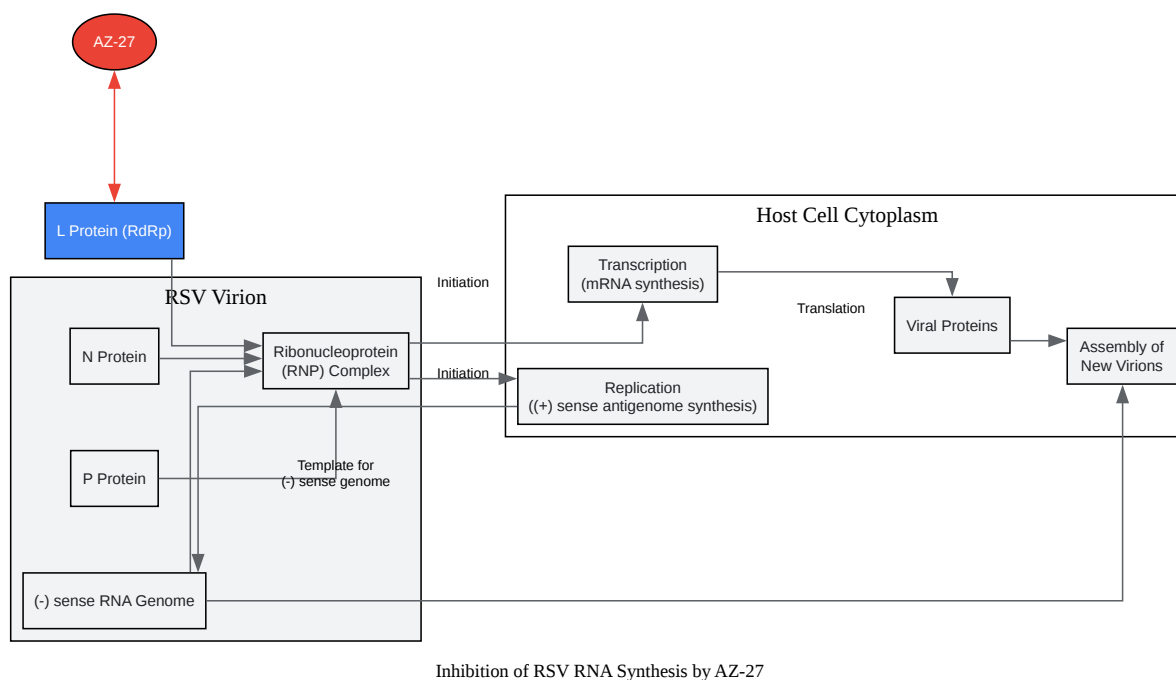 AZ-27
L Protein (RdRp)
Host Cell Cytoplasm
RSV Virion
Initiation
Transcription
(mRNA synthesis)
Translation
Viral Proteins
N Protein
Ribonucleoprotein
(RNP) Complex
Initiation
Assembly of
New Virions
Replication
((+) sense antigenome synthesis)
P Protein
Template for
(-) sense genome
(-) sense RNA Genome
Inhibition of RSV RNA Synthesis by AZ-27